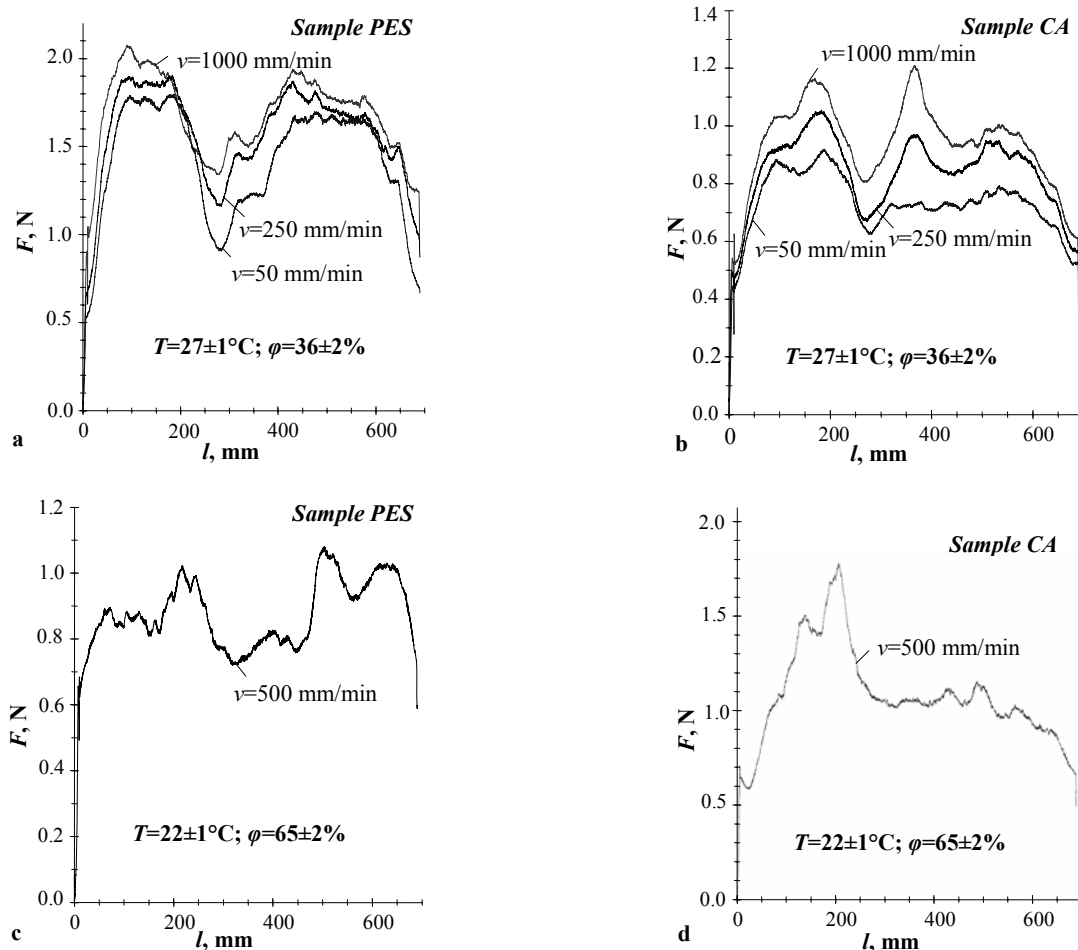 Sample PES
2.0
1.5
1.0
0.5
0.0
F, N
v=1000 mm/min
v=250 mm/min
v=50 mm/min
T=27±1°C; φ=36±2%
0
200
400
600
l, mm
a
Sample CA
1.4
1.2
1.0
0.8
0.6
0.4
0.2
0.0
F, N
v=1000 mm/min
v=50 mm/min
v=250 mm/min
T=27±1°C; φ=36±2%
0
200
400
600
l, mm
b
Sample PES
1.2
1.0
0.8
0.6
0.4
0.2
0.0
F, N
v=500 mm/min
T=22±1°C; φ=65±2%
0
200
400
600
l, mm
c
Sample CA
2.0
1.5
1.0
0.5
0.0
F, N
v=500 mm/min
T=22±1°C; φ=65±2%
0
200
400
600
l, mm
d